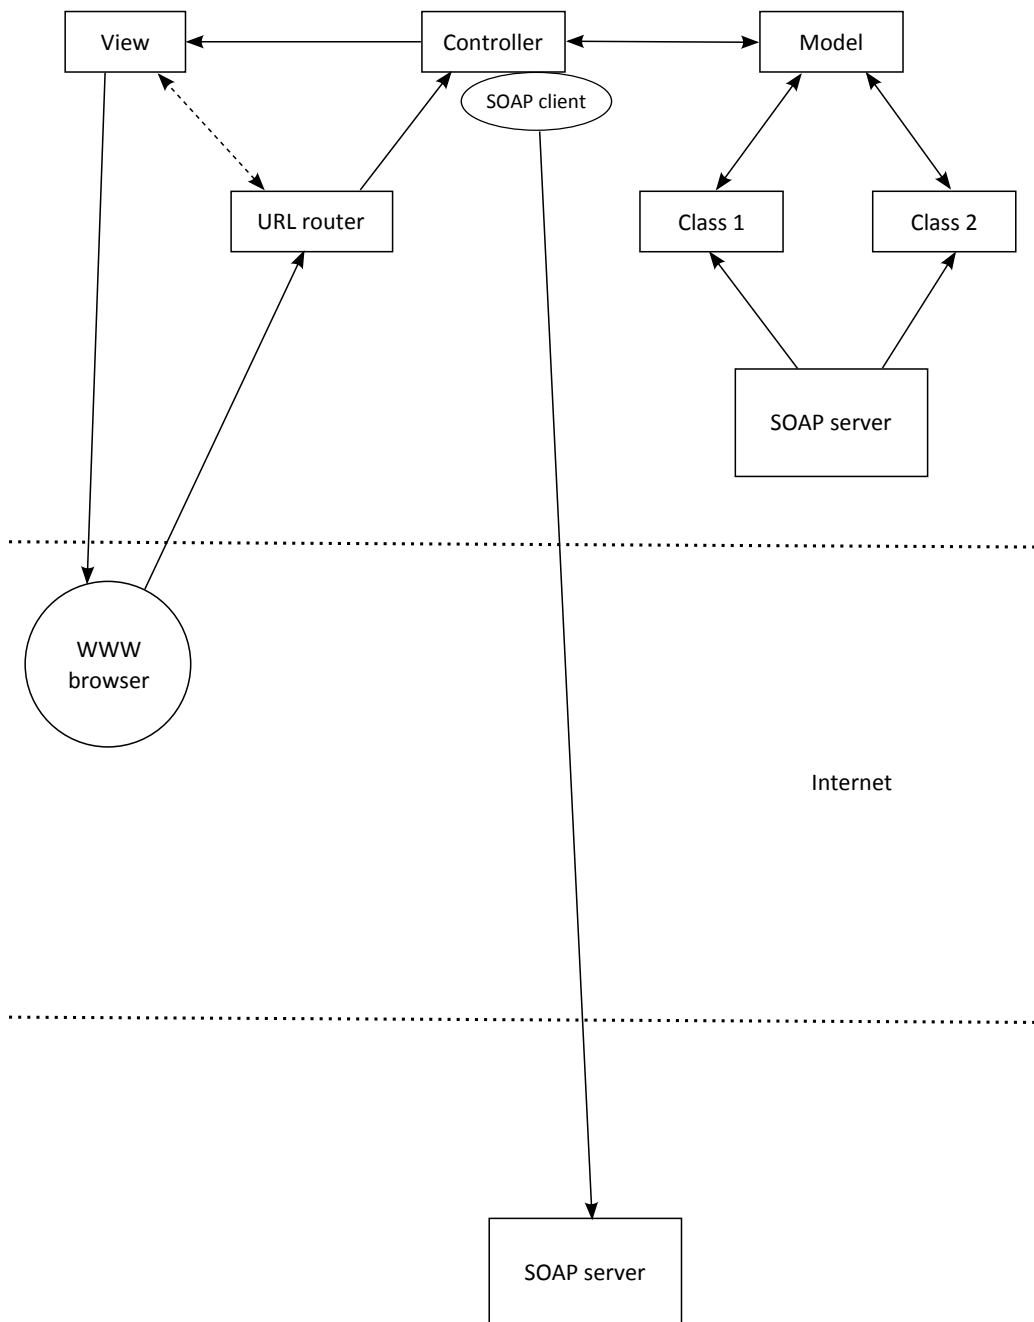 View
Controller
Model
SOAP client
URL router
Class 1
Class 2
SOAP server
WWW
browser
Internet
SOAP server